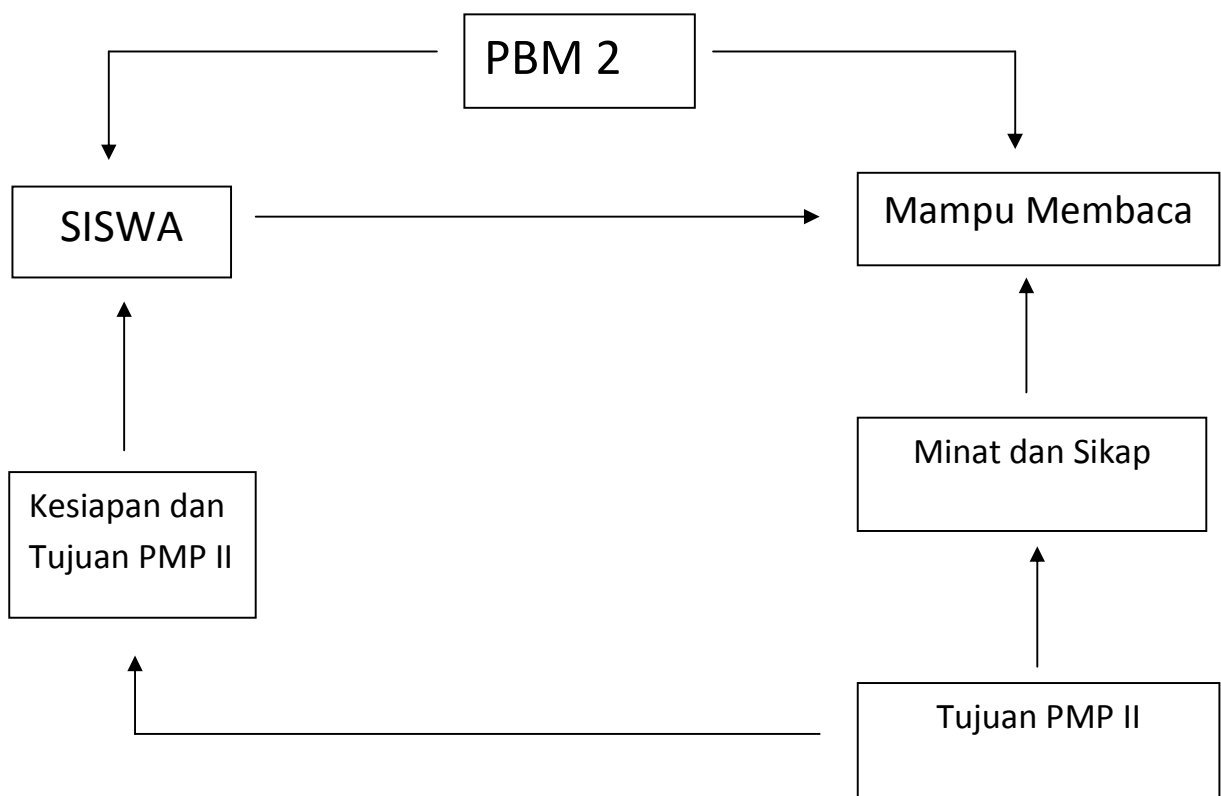 PBM 2
SISWA
Mampu Membaca
Minat dan Sikap
Kesiapan dan
Tujuan PMP II
Tujuan PMP II